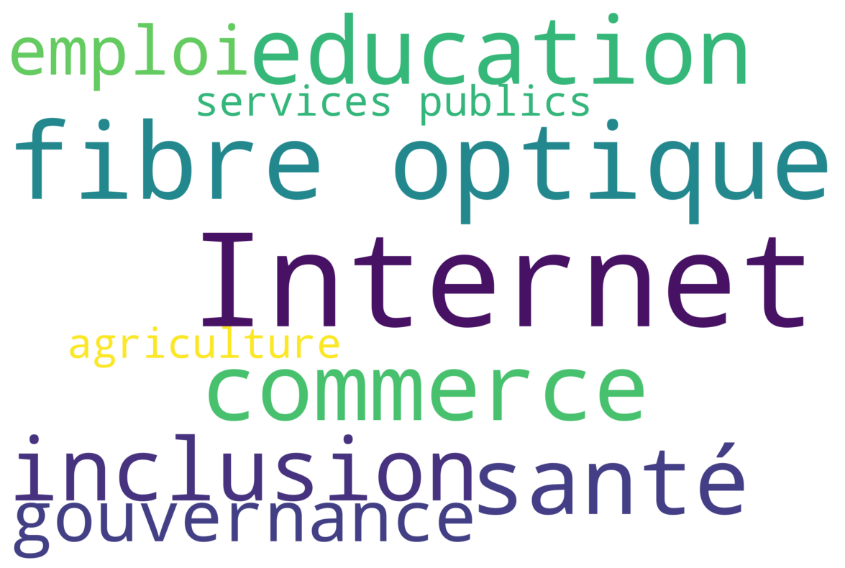 emploi education
services publics
fibre optique
Internet
agriculture
commerce
inclusion santé
gouvernance